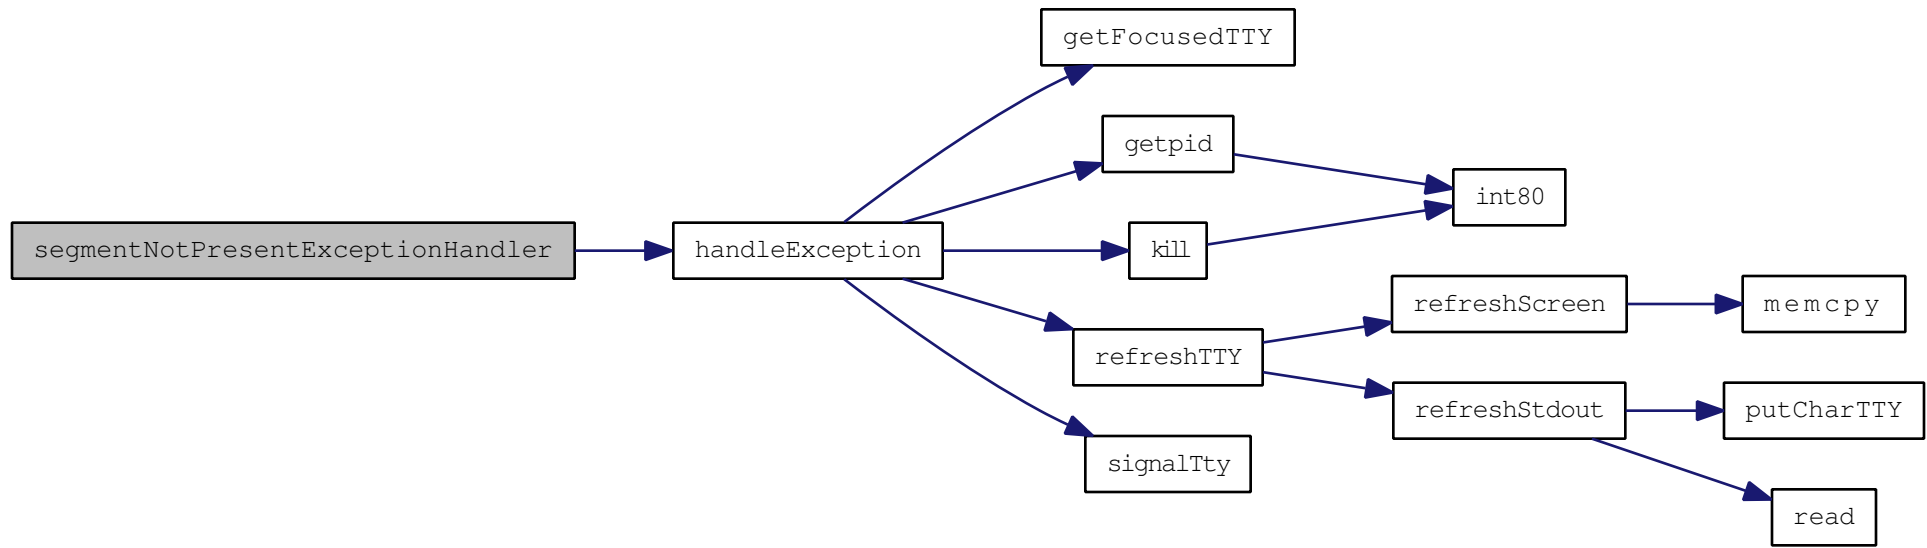 getFocusedTTY
getpid
int80
segmentNotPresentExceptionHandler
handleException
kill
refreshScreen
memcpy
refreshTTY
refreshStdout
putCharTTY
signalTty
read